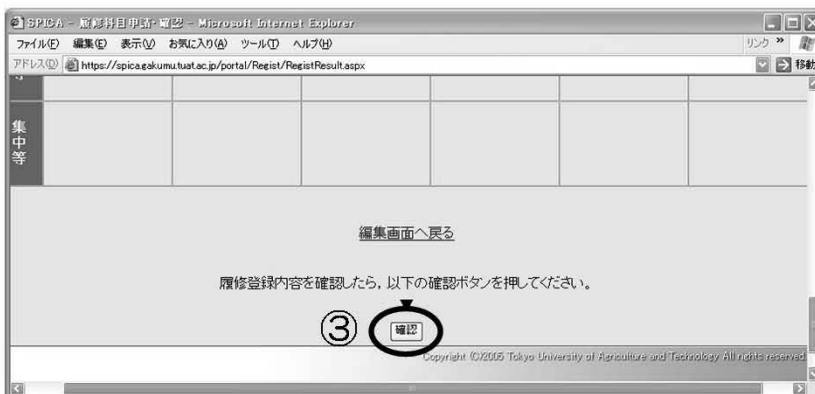 SPICA - 履修科目申請・確認 - Microsoft Internet Explorer
ファイル(F) 編集(E) 表示(V) お気に入り(A) ツール(T) ヘルプ(H) リンク »
アドレス(D) https://spica.gakumu.tuat.ac.jp/portal/Regist/RegistResult.aspx 移動
集中等
編集画面へ戻る
履修登録内容を確認したら，以下の確認ボタンを押してください。
③ 確認
Copyright (C)2005 Tokyo University of Agriculture and Technology All rights reserved.